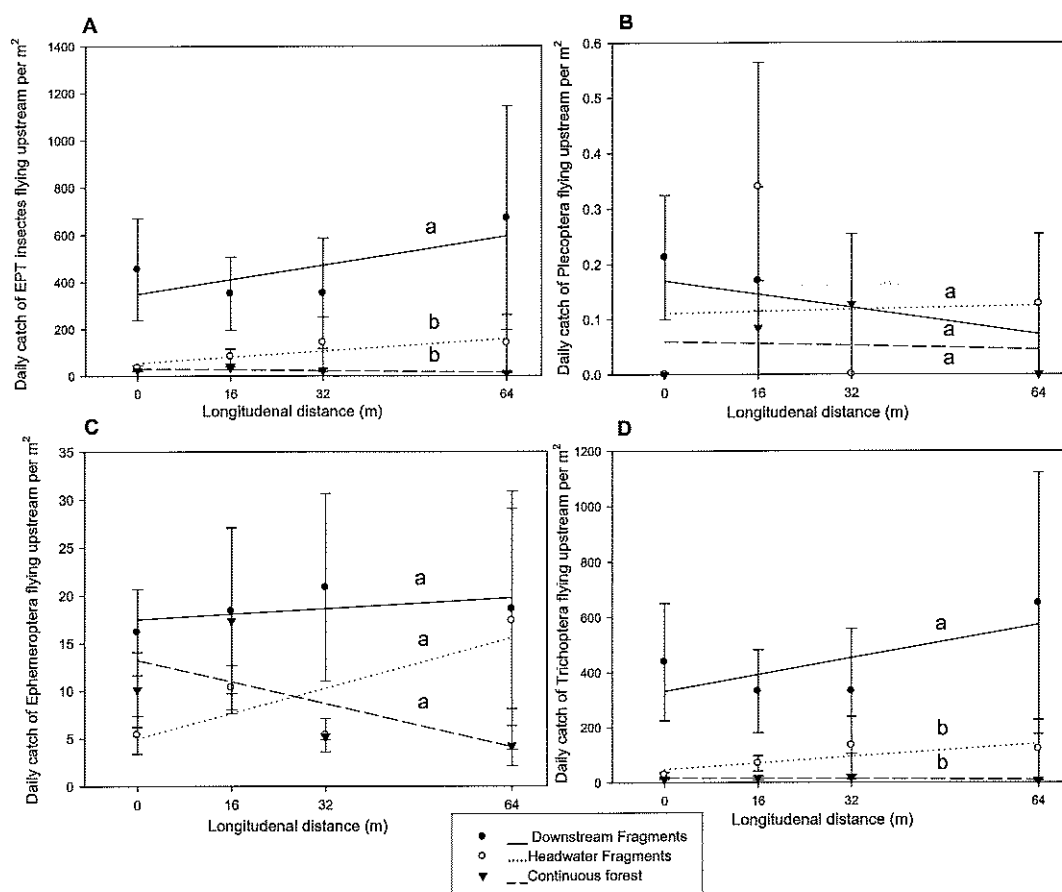 A
Daily catch of EPT insectes flying upstream per m²
1400
1200
1000
800
600
400
200
0
a
b
b
0 16 32 64
Longitudenal distance (m)
B
Daily catch of Plecoptera flying upstream per m²
0.6
0.5
0.4
0.3
0.2
0.1
0.0
a
a
a
0 16 32 64
Longitudenal distance (m)
C
Daily catch of Ephemeroptera flying upstream per m²
35
30
25
20
15
10
5
0
a
a
a
0 16 32 64
Longitudenal distance (m)
D
Daily catch of Trichoptera flying upstream per m²
1200
1000
800
600
400
200
0
a
b
b
0 16 32 64
Longitudenal distance (m)
Downstream Fragments
Headwater Fragments
Continuous forest